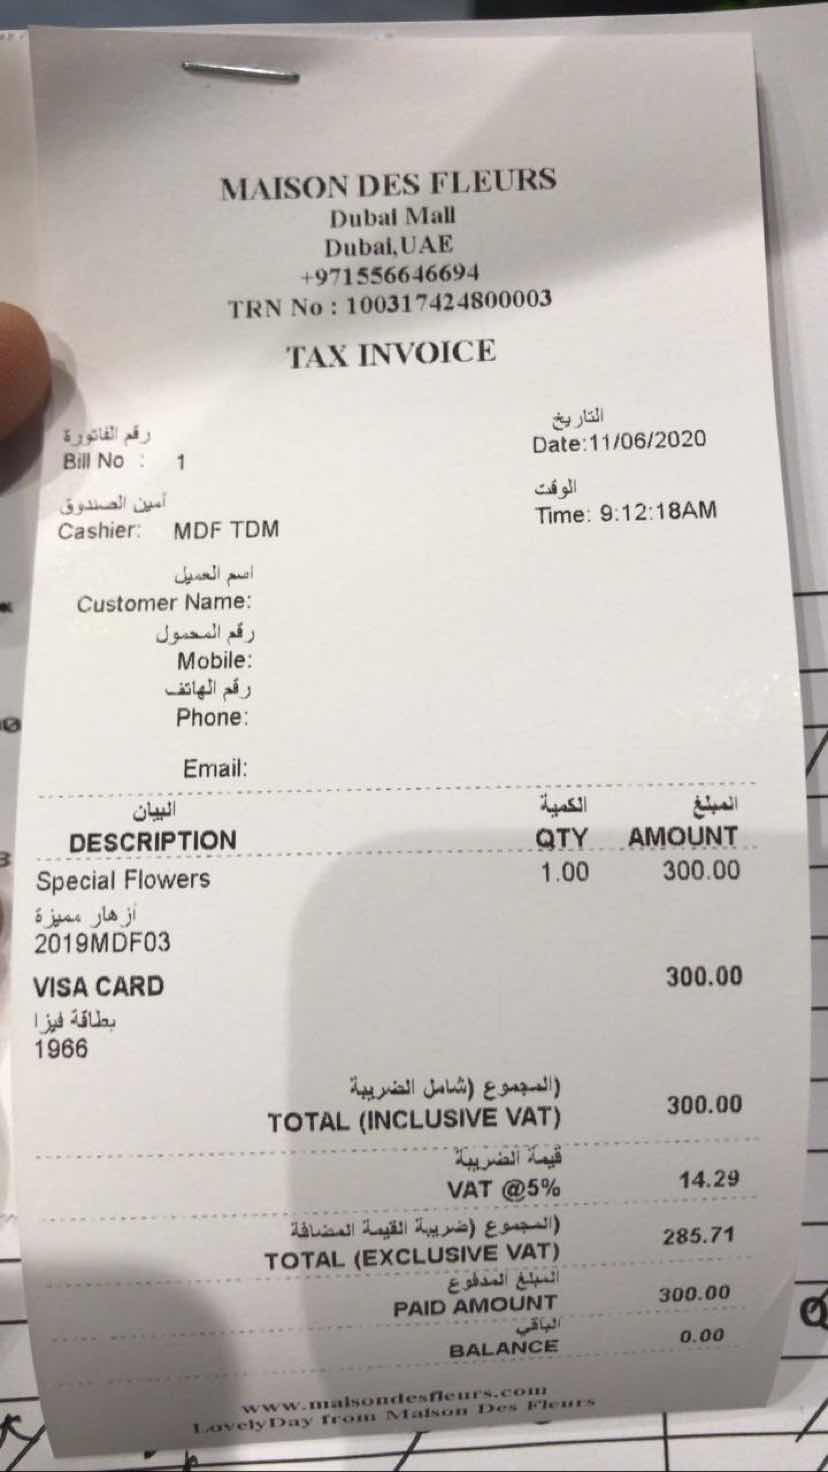 MAISON DES FLEURS
Dubai Mall
Dubai,UAE
+971556646694
TRN No : 100317424800003
TAX INVOICE
رقم الفاتورة
Bill No : 1
التاريخ
Date:11/06/2020
أمين الصندوق
Cashier: MDF TDM
الوقت
Time: 9:12:18AM
اسم العميل
Customer Name:
رقم المحمول
Mobile:
رقم الهاتف
Phone:
Email:
البيان الكمية المبلغ
DESCRIPTION QTY AMOUNT
Special Flowers 1.00 300.00
أزهار مميزة
2019MDF03
VISA CARD 300.00
بطاقة فيزا
1966
المجموع (شامل الضريبة)
TOTAL (INCLUSIVE VAT) 300.00
قيمة الضريبة
VAT @5% 14.29
المجموع (ضريبة القيمة المضافة)
TOTAL (EXCLUSIVE VAT) 285.71
المبلغ المدفوع
PAID AMOUNT 300.00
الباقي
BALANCE 0.00
www.maisondesfleurs.com
LovelyDay from Maison Des Fleurs